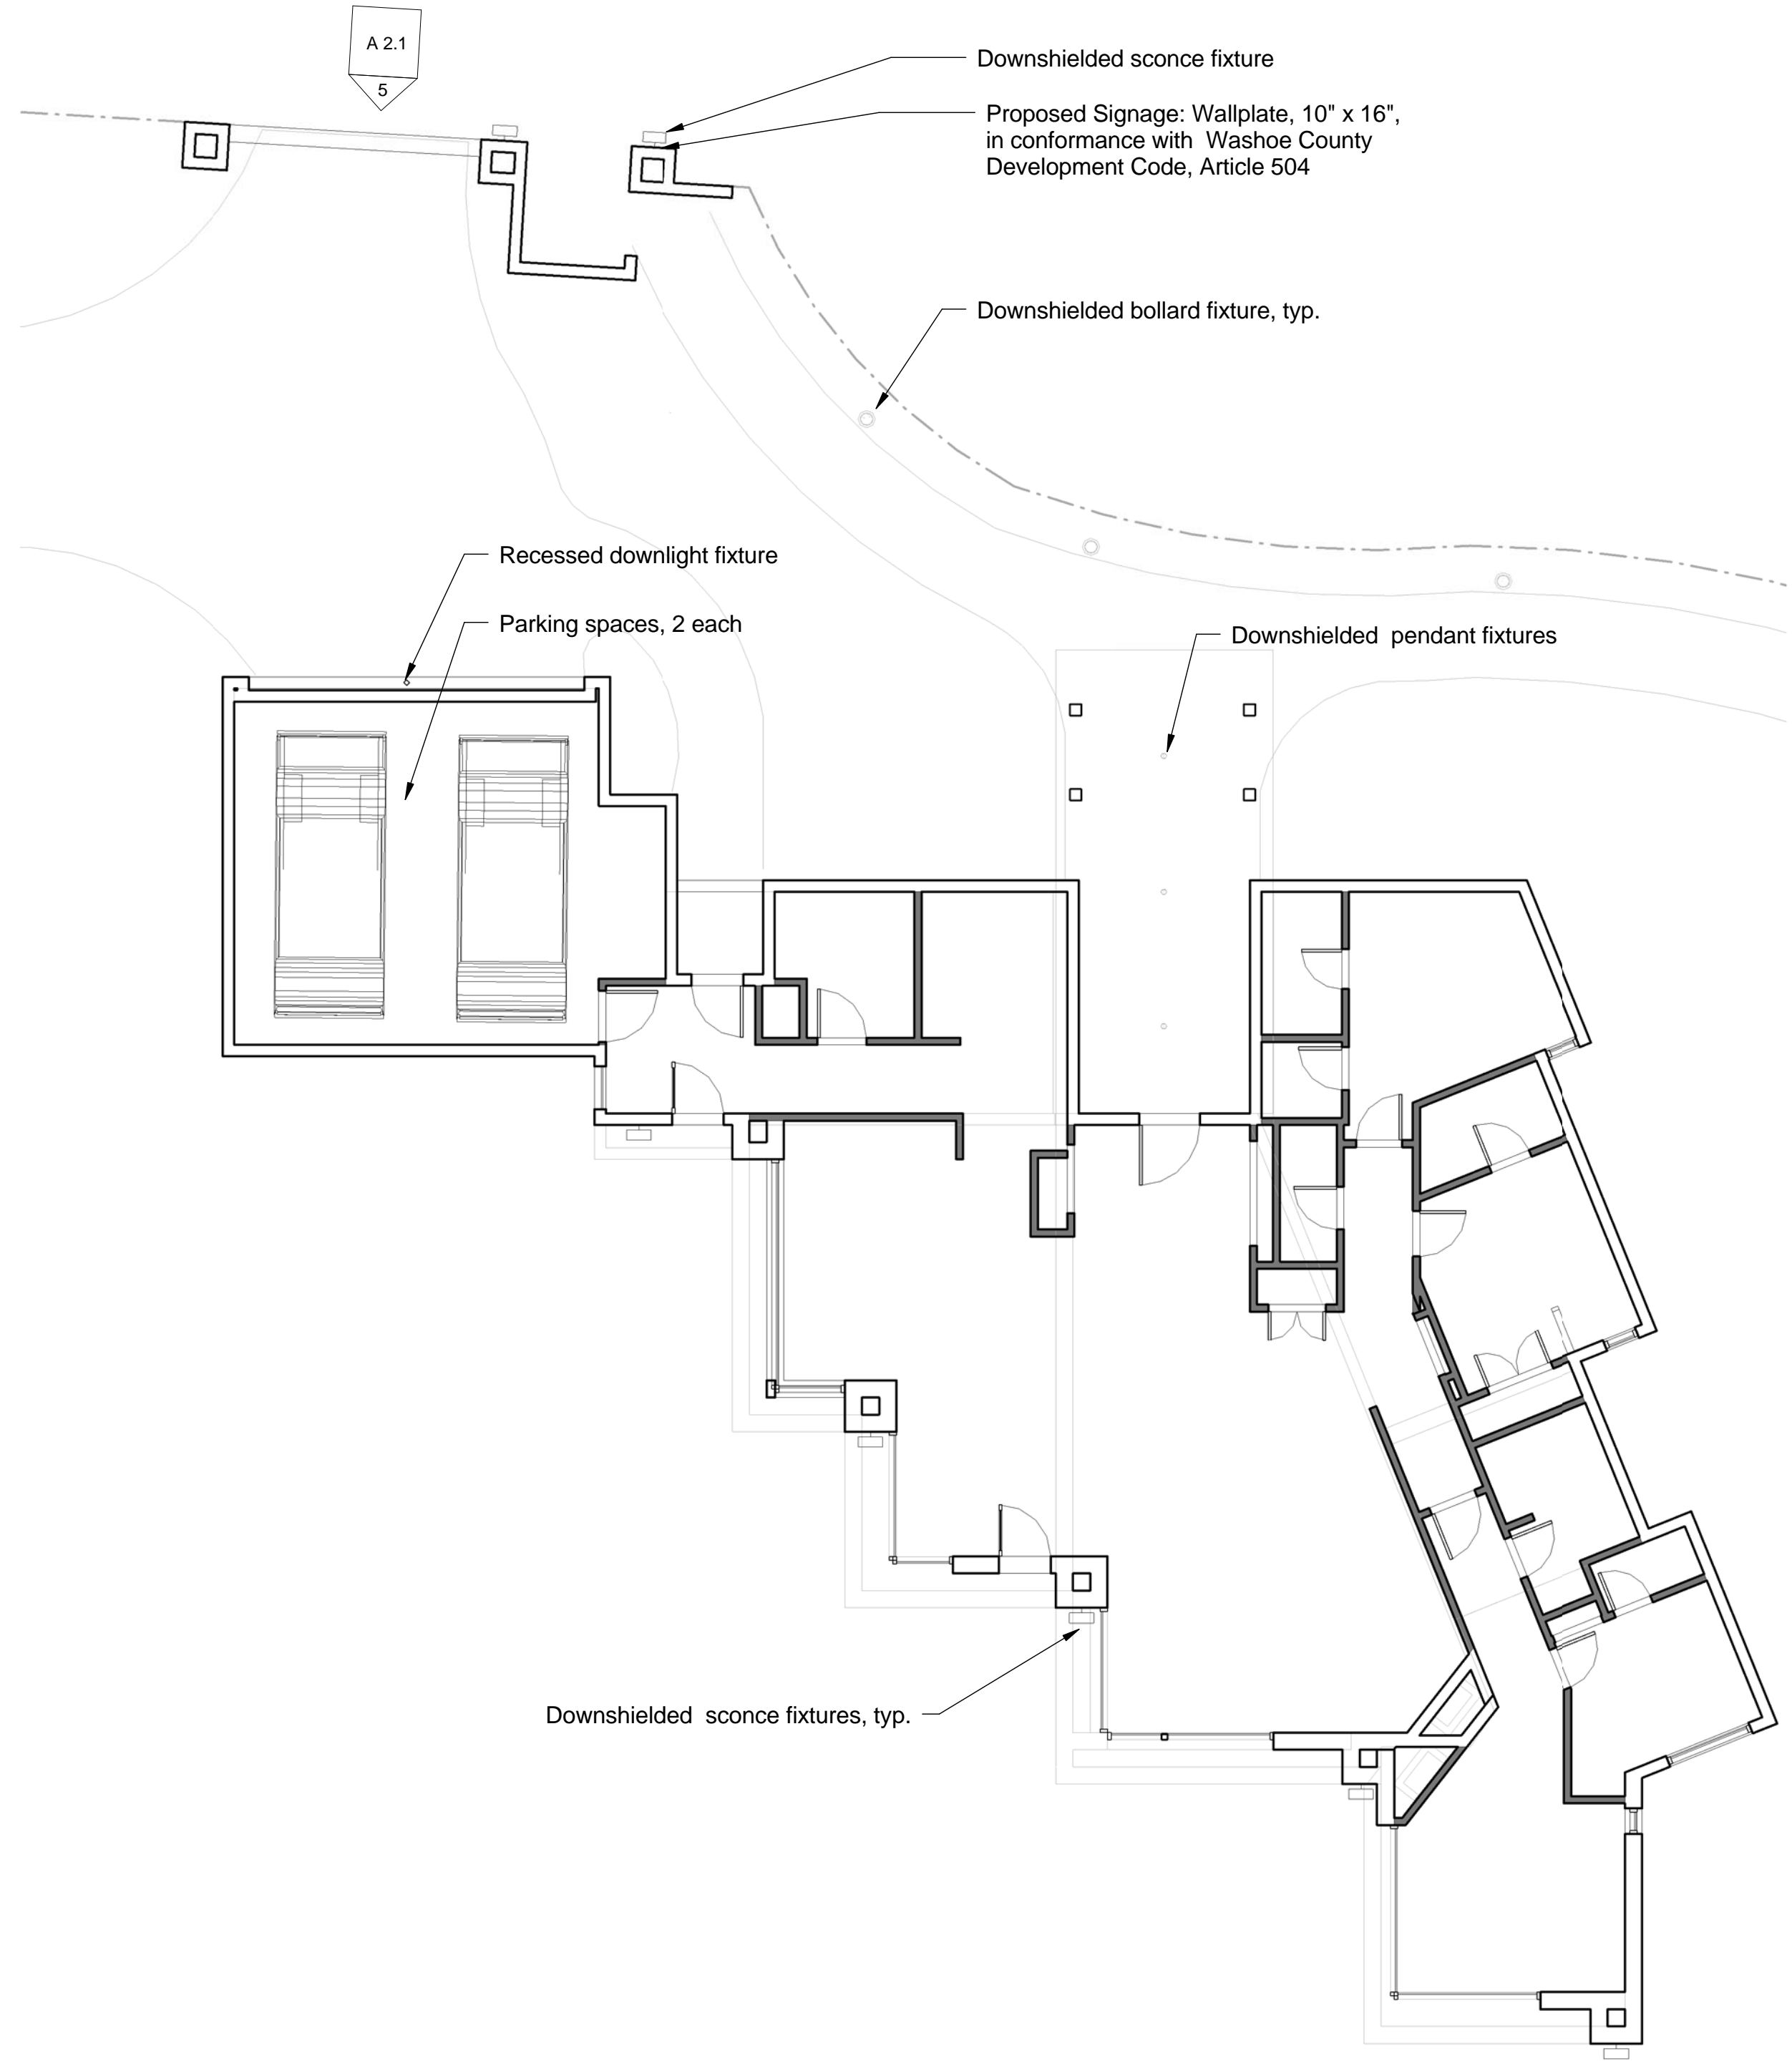 A 2.1
5
Downshielded sconce fixture
Proposed Signage: Wallplate, 10" x 16",
in conformance with Washoe County
Development Code, Article 504
Downshielded bollard fixture, typ.
Recessed downlight fixture
Parking spaces, 2 each
Downshielded pendant fixtures
Downshielded sconce fixtures, typ.